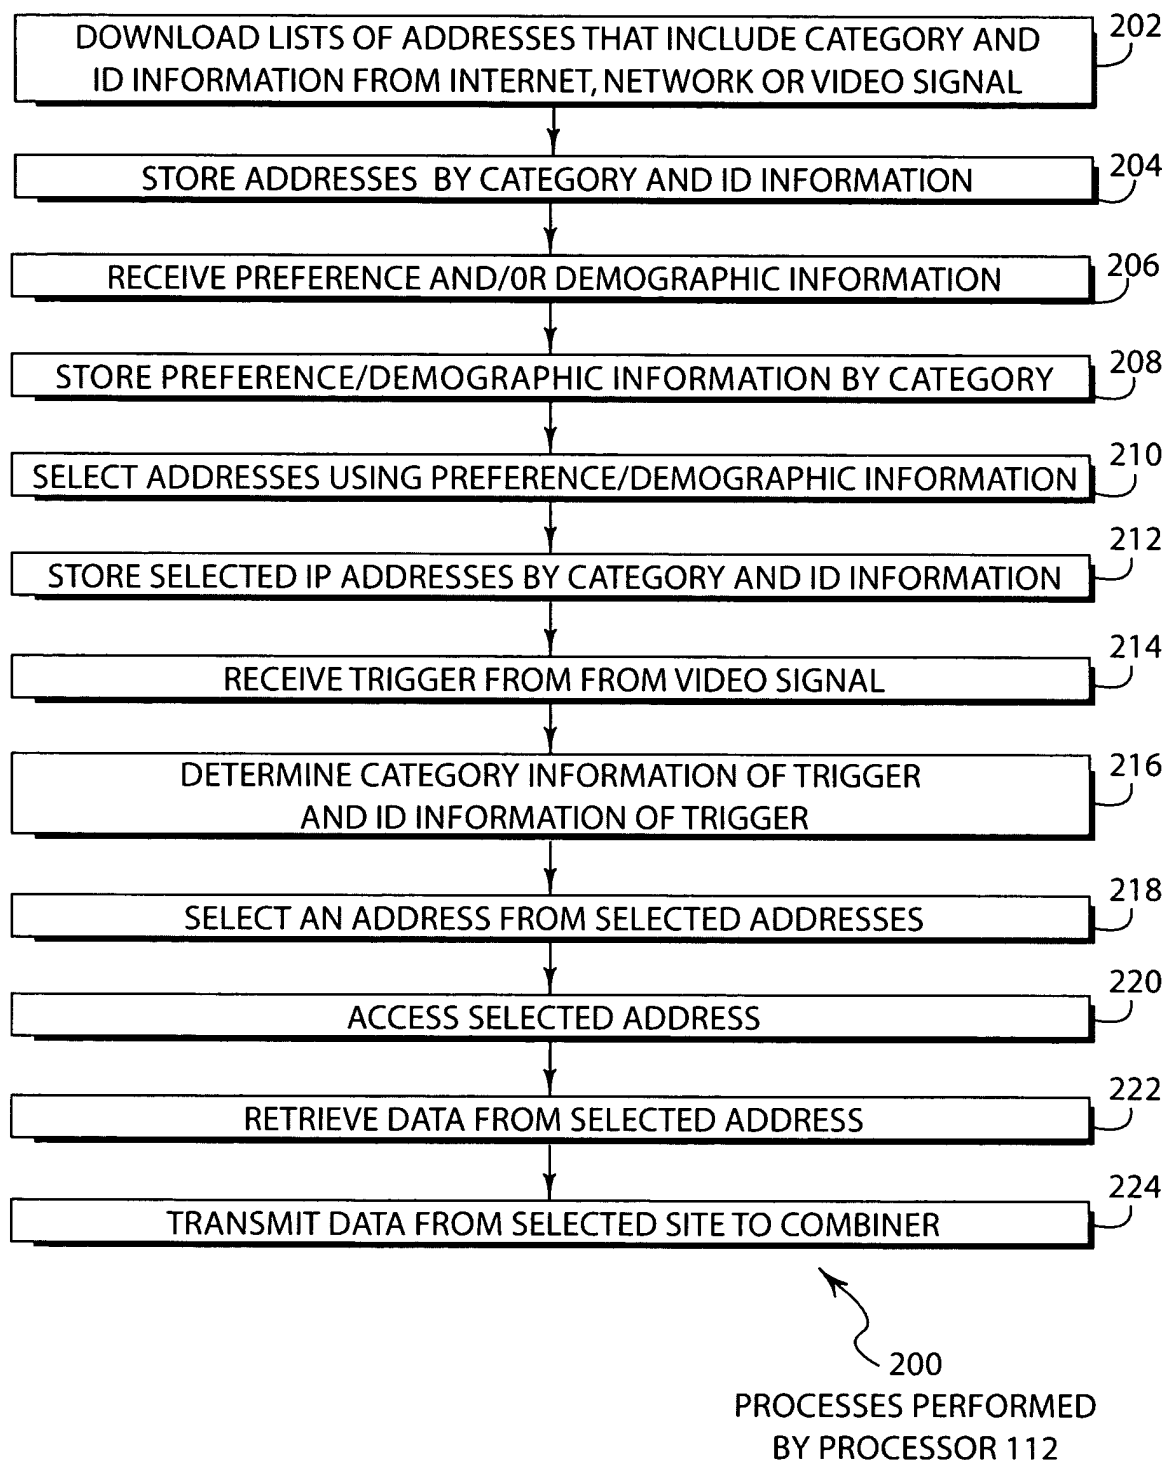 DOWNLOAD LISTS OF ADDRESSES THAT INCLUDE CATEGORY AND
ID INFORMATION FROM INTERNET, NETWORK OR VIDEO SIGNAL
202
STORE ADDRESSES BY CATEGORY AND ID INFORMATION
204
RECEIVE PREFERENCE AND/0R DEMOGRAPHIC INFORMATION
206
STORE PREFERENCE/DEMOGRAPHIC INFORMATION BY CATEGORY
208
SELECT ADDRESSES USING PREFERENCE/DEMOGRAPHIC INFORMATION
210
STORE SELECTED IP ADDRESSES BY CATEGORY AND ID INFORMATION
212
RECEIVE TRIGGER FROM FROM VIDEO SIGNAL
214
DETERMINE CATEGORY INFORMATION OF TRIGGER
AND ID INFORMATION OF TRIGGER
216
SELECT AN ADDRESS FROM SELECTED ADDRESSES
218
ACCESS SELECTED ADDRESS
220
RETRIEVE DATA FROM SELECTED ADDRESS
222
TRANSMIT DATA FROM SELECTED SITE TO COMBINER
224
200
PROCESSES PERFORMED
BY PROCESSOR 112